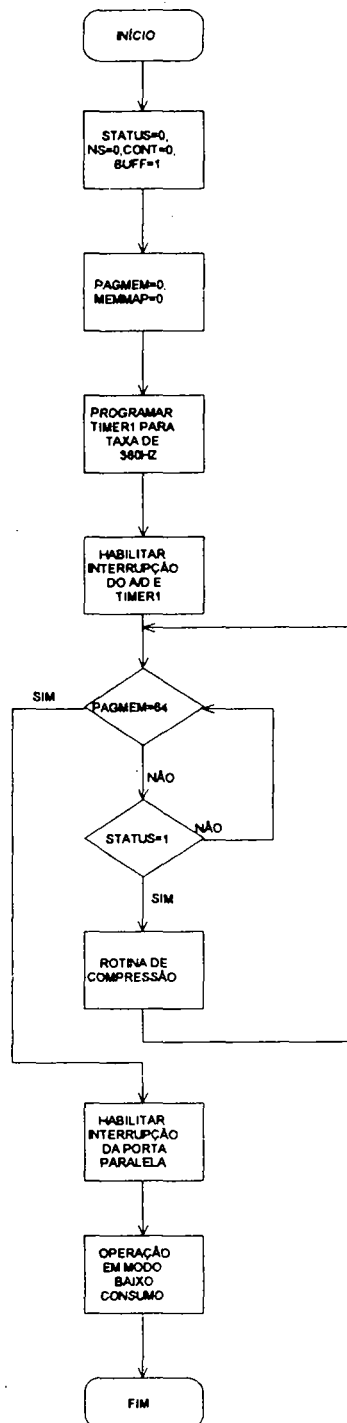 INÍCIO
STATUS=0,
NS=0,CONT=0,
BUFF=1
PAGMEM=0,
MEMMAP=0
PROGRAMAR
TIMER1 PARA
TAXA DE
360HZ
HABILITAR
INTERRUPÇÃO
DO A/D E
TIMER1
SIM
PAGMEM=64
NÃO
STATUS=1
NÃO
SIM
ROTINA DE
COMPRESSÃO
HABILITAR
INTERRUPÇÃO
DA PORTA
PARALELA
OPERAÇÃO
EM MODO
BAIXO
CONSUMO
FIM